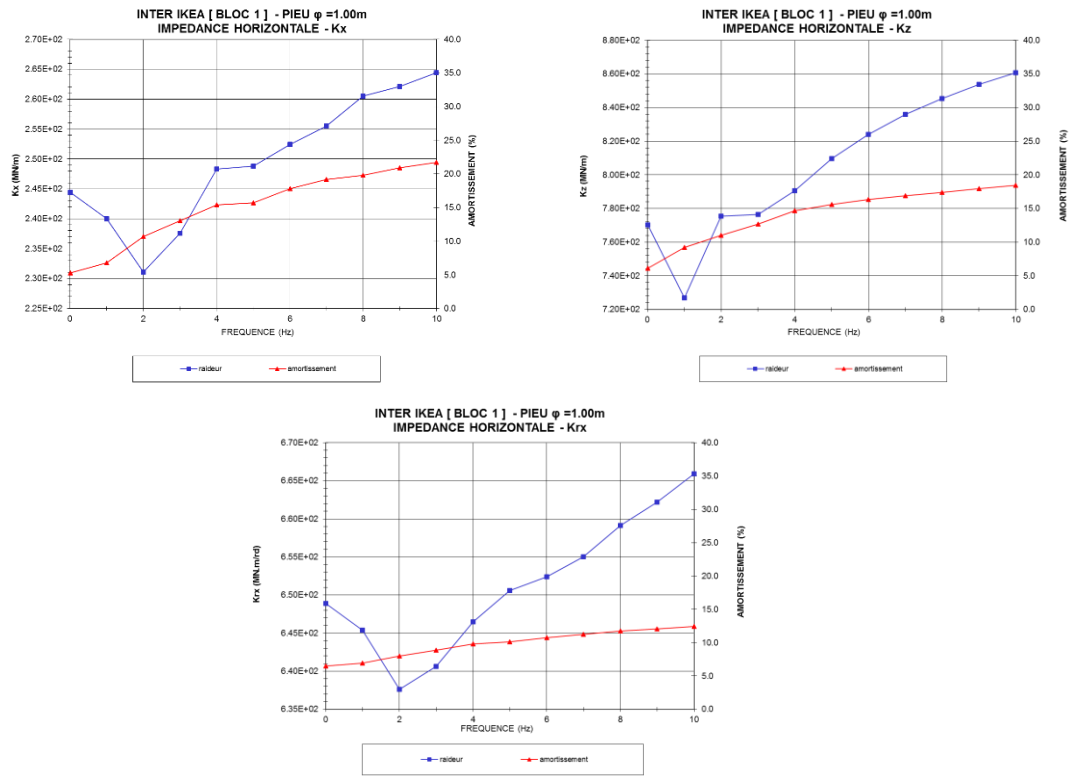 INTER IKEA [ BLOC 1 ] - PIEU φ =1.00m
IMPEDANCE HORIZONTALE - Kx
2.70E+02
2.65E+02
2.60E+02
2.55E+02
2.50E+02
2.45E+02
2.40E+02
2.35E+02
2.30E+02
2.25E+02
Kx (MN/m)
40.0
35.0
30.0
25.0
20.0
15.0
10.0
5.0
0.0
AMORTISSEMENT (%)
0 2 4 6 8 10
FREQUENCE (Hz)
raideur amortissement
INTER IKEA [ BLOC 1 ] - PIEU φ =1.00m
IMPEDANCE HORIZONTALE - Kz
8.80E+02
8.60E+02
8.40E+02
8.20E+02
8.00E+02
7.80E+02
7.60E+02
7.40E+02
7.20E+02
Kz (MN/m)
40.0
35.0
30.0
25.0
20.0
15.0
10.0
5.0
0.0
AMORTISSEMENT (%)
0 2 4 6 8 10
FREQUENCE (Hz)
raideur amortissement
INTER IKEA [ BLOC 1 ] - PIEU φ =1.00m
IMPEDANCE HORIZONTALE - Krx
6.70E+02
6.65E+02
6.60E+02
6.55E+02
6.50E+02
6.45E+02
6.40E+02
6.35E+02
Krx (MN.m/rd)
40.0
35.0
30.0
25.0
20.0
15.0
10.0
5.0
0.0
AMORTISSEMENT (%)
0 2 4 6 8 10
FREQUENCE (Hz)
raideur amortissement